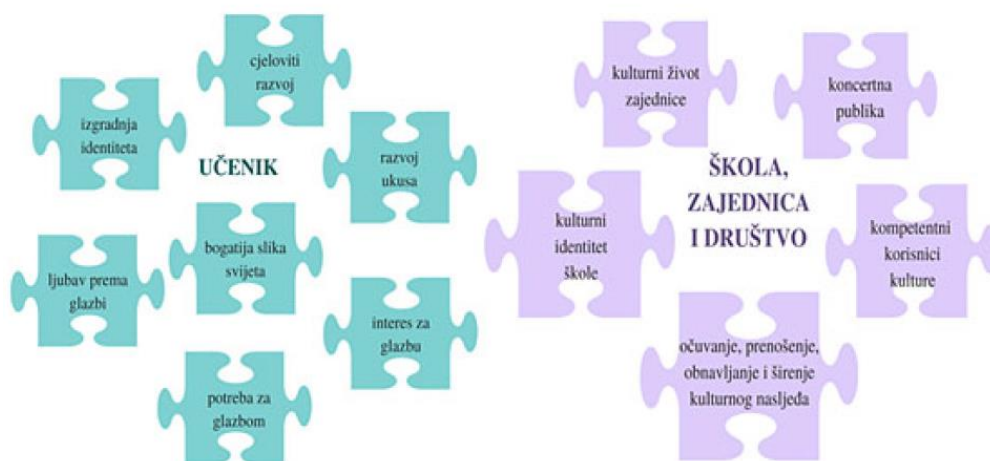 cjeloviti
razvoj
izgradnja
identiteta
UČENIK
razvoj
ukusa
bogatija slika
svijeta
ljubav prema
glazbi
interes za
glazbu
potreba za
glazbom
kulturni život
zajednice
koncertna
publika
ŠKOLA,
ZAJEDNICA
I DRUŠTVO
kulturni
identitet
škole
kompetentni
korisnici
kulture
očuvanje, prenošenje,
obnavljanje i širenje
kulturnog nasljeđa